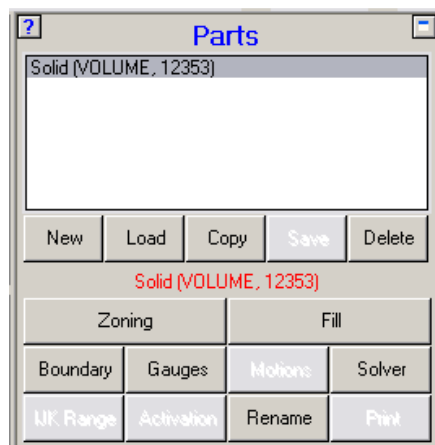 ?
Parts
Solid (VOLUME, 12353)
New Load Copy Save Delete
Solid (VOLUME, 12353)
Zoning Fill
Boundary Gauges Motions Solver
IJK Range Activation Rename Print